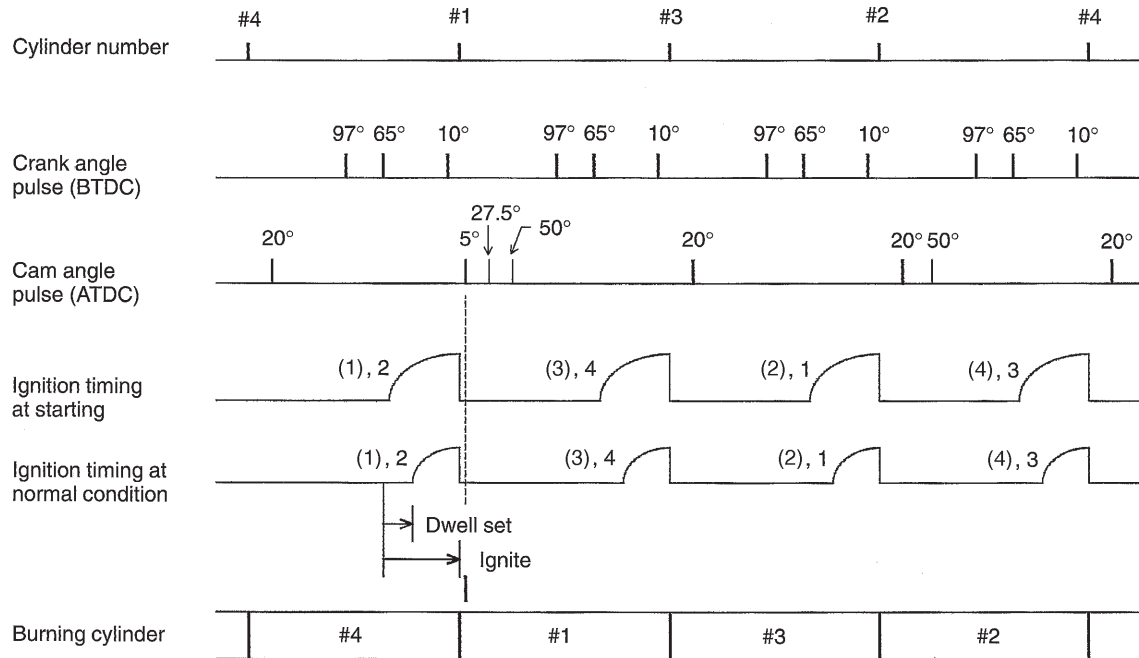 #4 #1 #3 #2 #4
Cylinder number
97° 65° 10° 97° 65° 10° 97° 65° 10° 97° 65° 10°
Crank angle
pulse (BTDC)
27.5°
20° 5° 50° 20° 20° 50° 20°
Cam angle
pulse (ATDC)
(1), 2 (3), 4 (2), 1 (4), 3
Ignition timing
at starting
(1), 2 (3), 4 (2), 1 (4), 3
Ignition timing at
normal condition
Dwell set
Ignite
Burning cylinder #4 #1 #3 #2